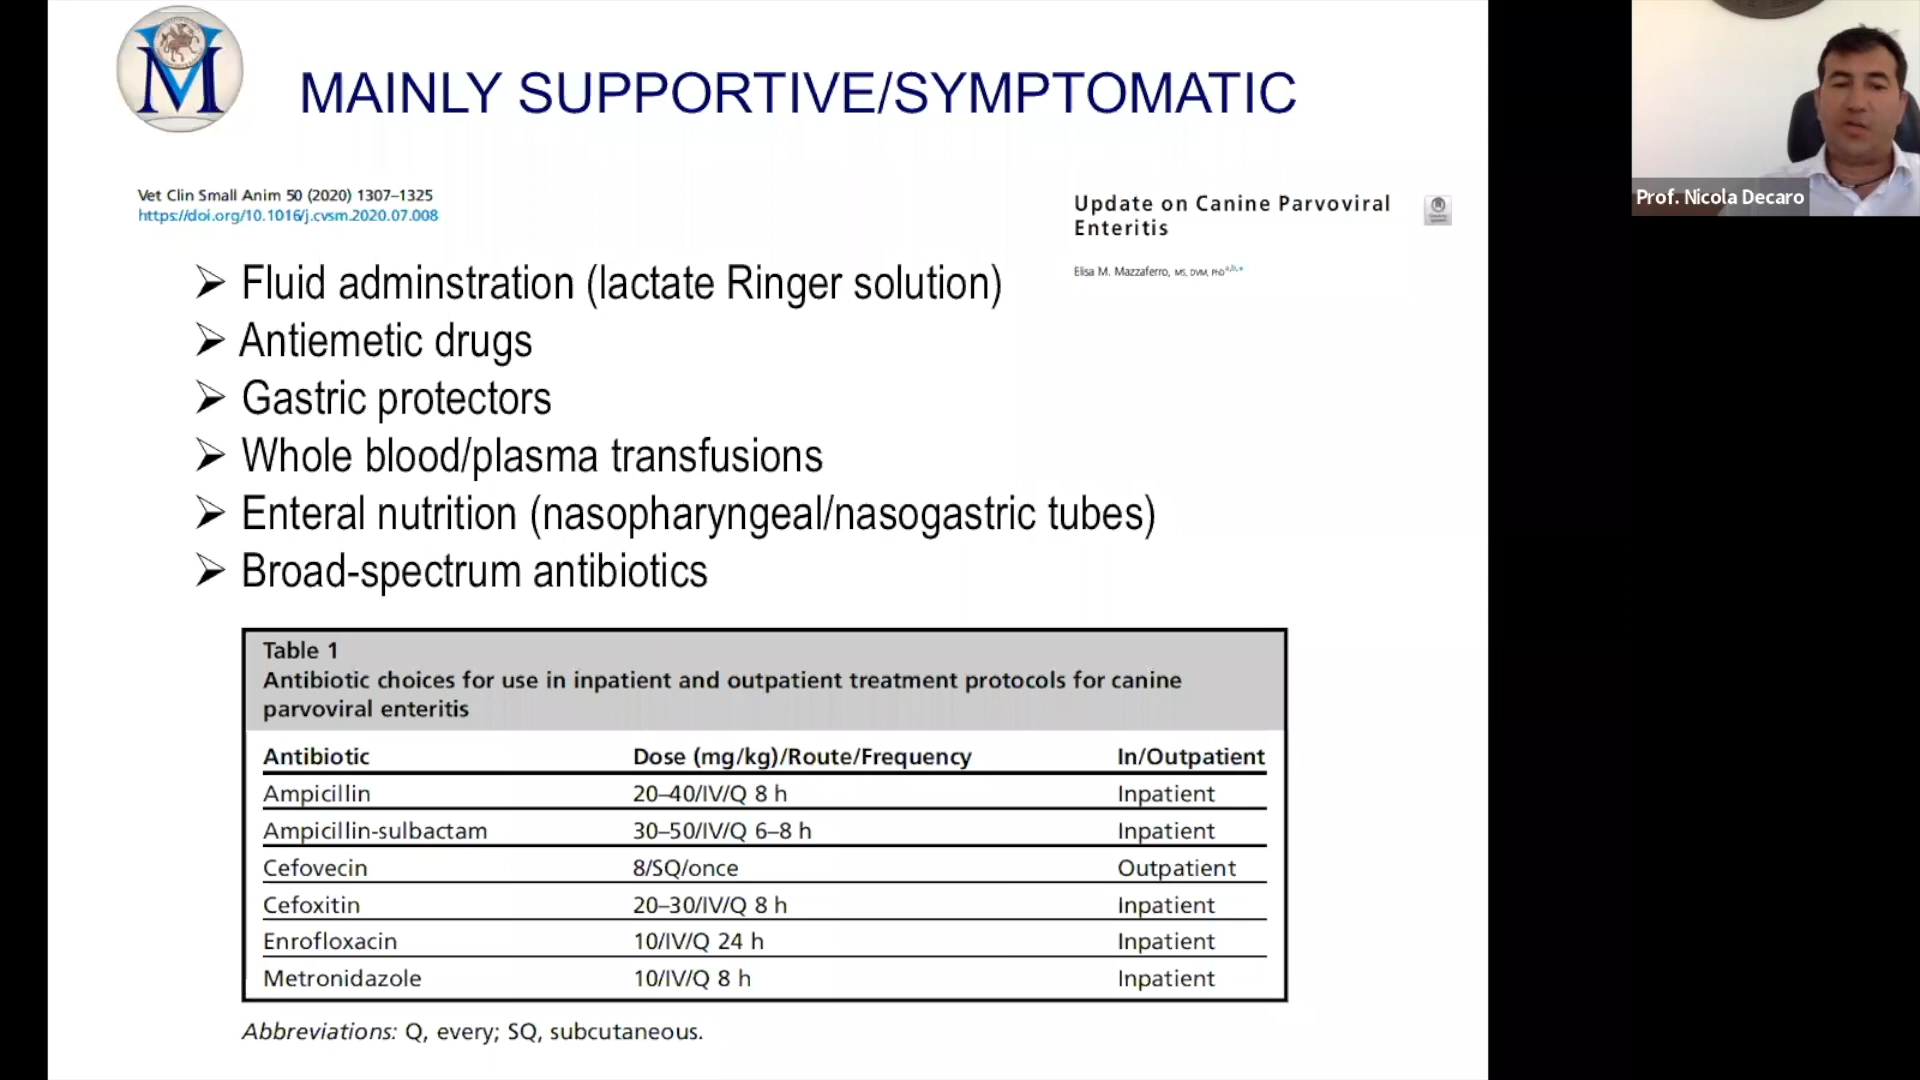 MAINLY SUPPORTIVE/SYMPTOMATIC
Prof. Nicola Decaro
Vet Clin Small Anim 50 (2020) 1307–1325
https://doi.org/10.1016/j.cvsm.2020.07.008
Update on Canine Parvoviral
Enteritis
Elisa M. Mazzaferro, MS, DVM, PhD a,b,*
➢ Fluid adminstration (lactate Ringer solution)
➢ Antiemetic drugs
➢ Gastric protectors
➢ Whole blood/plasma transfusions
➢ Enteral nutrition (nasopharyngeal/nasogastric tubes)
➢ Broad-spectrum antibiotics
Table 1
Antibiotic choices for use in inpatient and outpatient treatment protocols for canine
parvoviral enteritis
Antibiotic Dose (mg/kg)/Route/Frequency In/Outpatient
Ampicillin 20–40/IV/Q 8 h Inpatient
Ampicillin-sulbactam 30–50/IV/Q 6–8 h Inpatient
Cefovecin 8/SQ/once Outpatient
Cefoxitin 20–30/IV/Q 8 h Inpatient
Enrofloxacin 10/IV/Q 24 h Inpatient
Metronidazole 10/IV/Q 8 h Inpatient
Abbreviations: Q, every; SQ, subcutaneous.